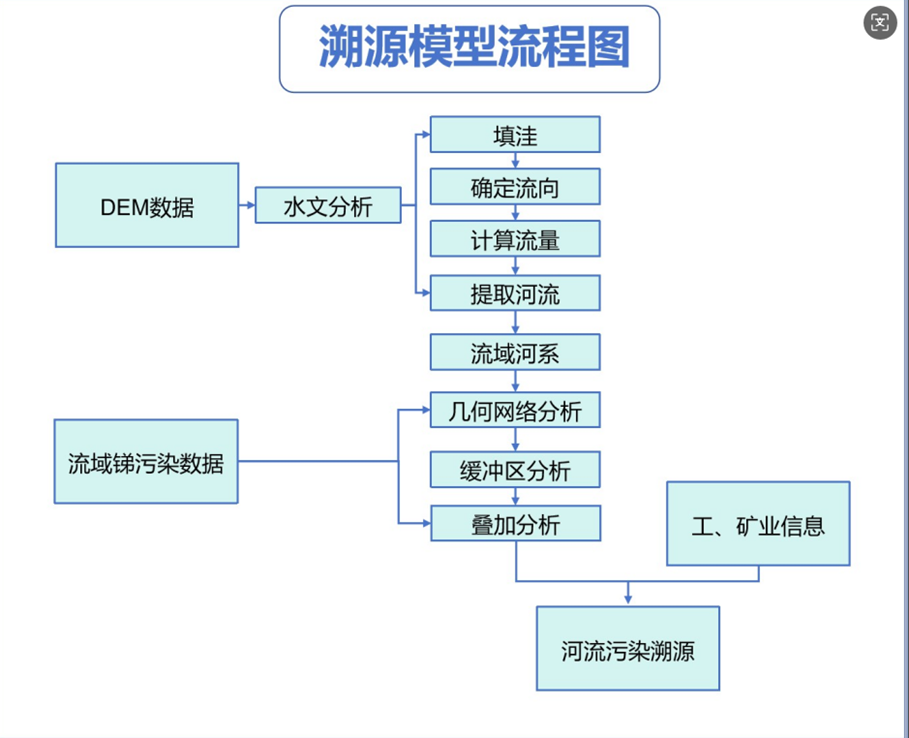 溯源模型流程图
填洼
确定流向
DEM数据
水文分析
计算流量
提取河流
流域河系
几何网络分析
流域锑污染数据
缓冲区分析
叠加分析
工、矿业信息
河流污染溯源